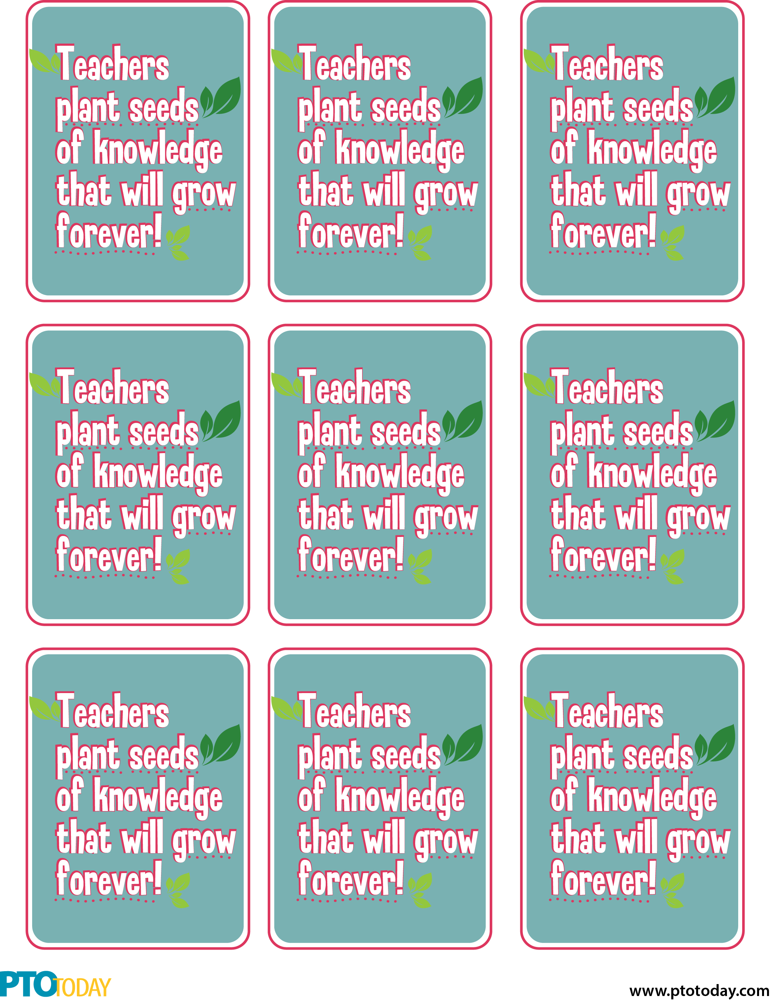 Teachers
plant seeds
of knowledge
that will grow
forever!
Teachers
plant seeds
of knowledge
that will grow
forever!
Teachers
plant seeds
of knowledge
that will grow
forever!
Teachers
plant seeds
of knowledge
that will grow
forever!
Teachers
plant seeds
of knowledge
that will grow
forever!
Teachers
plant seeds
of knowledge
that will grow
forever!
Teachers
plant seeds
of knowledge
that will grow
forever!
Teachers
plant seeds
of knowledge
that will grow
forever!
Teachers
plant seeds
of knowledge
that will grow
forever!
PTO TODAY
www.ptotoday.com